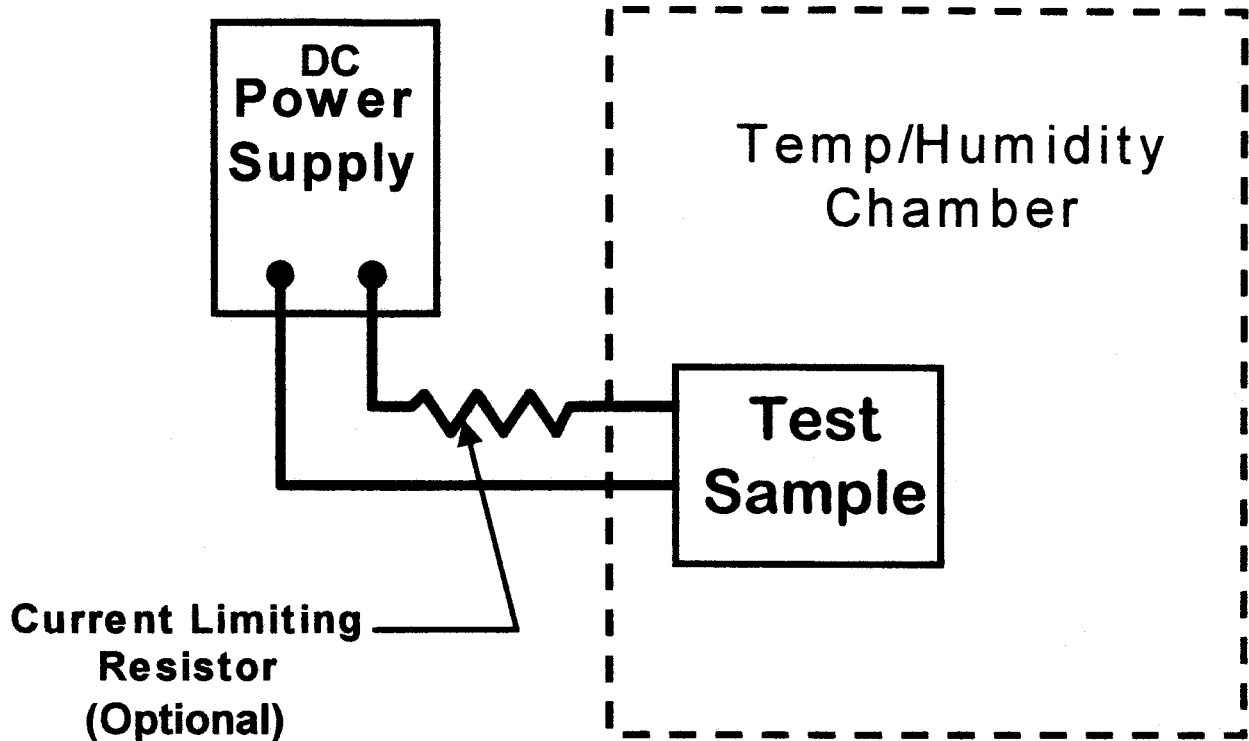 DC
Power
Supply
Temp/Humidity
Chamber
Test
Sample
Current Limiting
Resistor
(Optional)